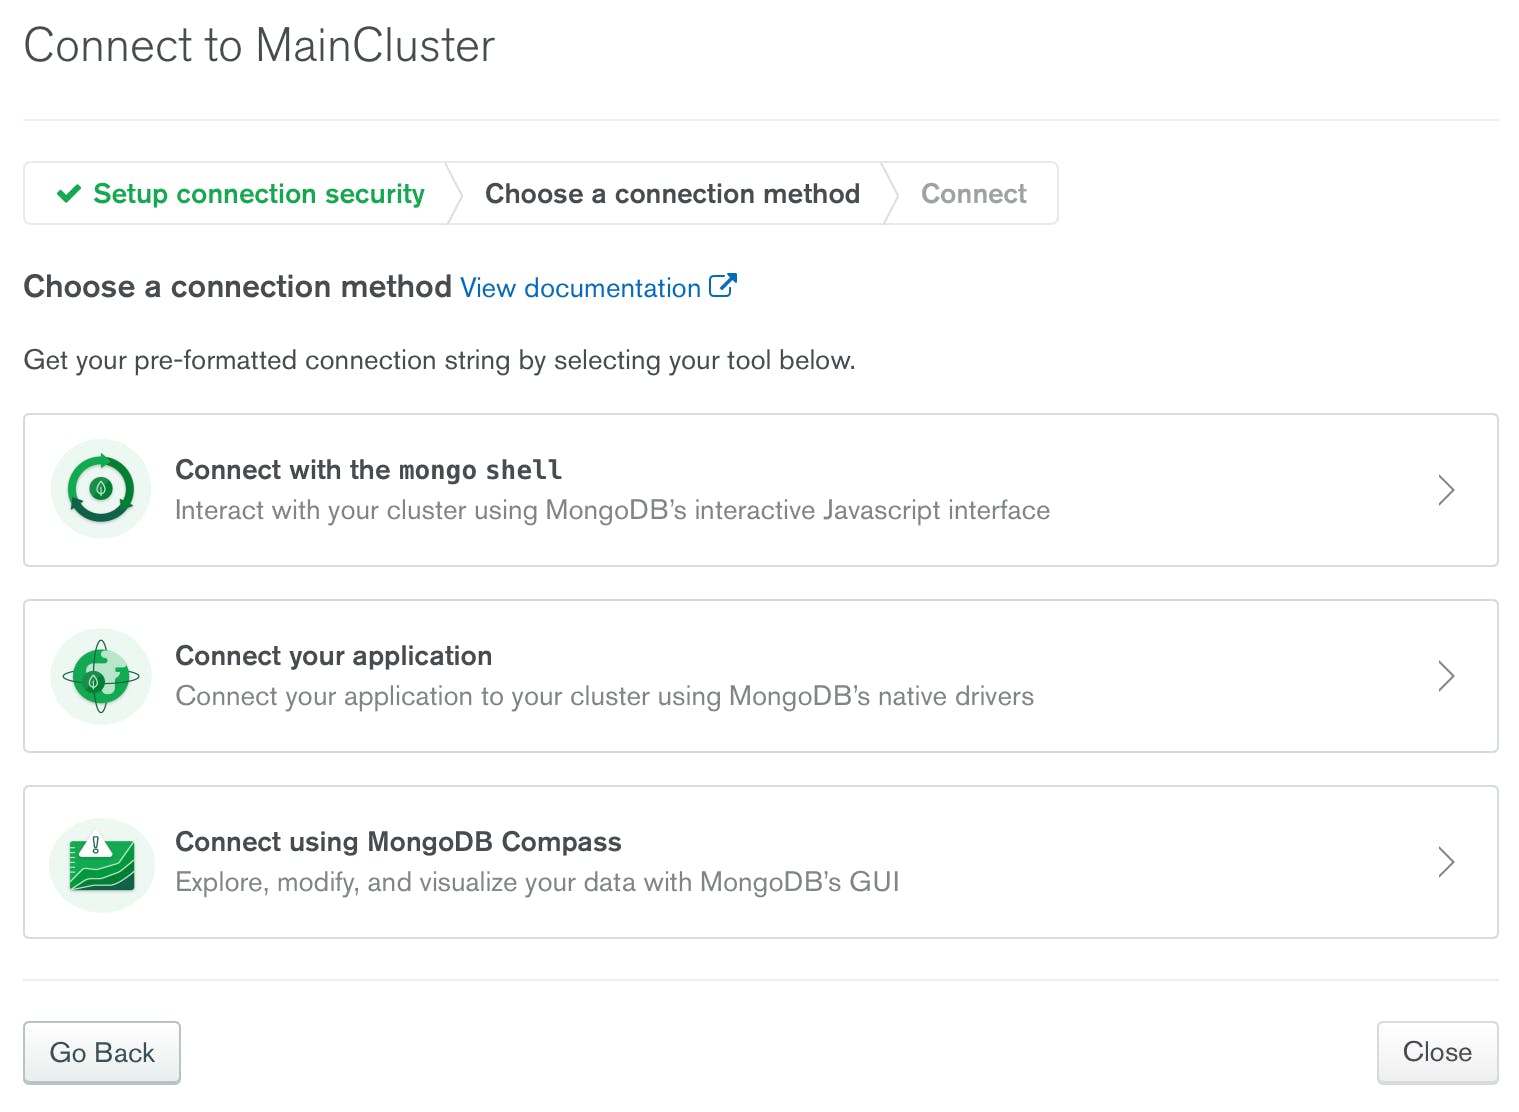 Connect to MainCluster
Setup connection security
Choose a connection method
Connect
Choose a connection method View documentation
Get your pre-formatted connection string by selecting your tool below.
Connect with the mongo shell
Interact with your cluster using MongoDB’s interactive Javascript interface
Connect your application
Connect your application to your cluster using MongoDB’s native drivers
Connect using MongoDB Compass
Explore, modify, and visualize your data with MongoDB’s GUI
Go Back
Close